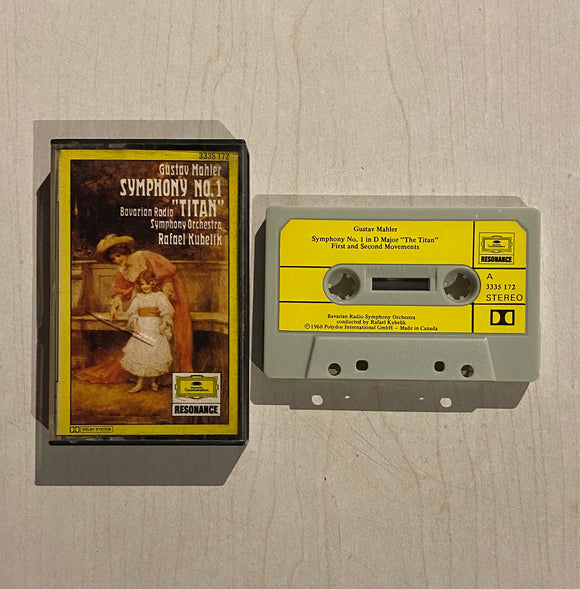 3335 172
Gustav Mahler
SYMPHONY NO. 1
"TITAN"
Bavarian Radio
Symphony Orchestra
Rafael Kubelik
RESONANCE
DOLBY SYSTEM
Gustav Mahler
Symphony No. 1 in D Major "The Titan"
First and Second Movements
RESONANCE
A
3335 172
STEREO
Bavarian Radio Symphony Orchestra
conducted by Rafael Kubelik
℗ 1968 Polydor International GmbH — Made in Canada